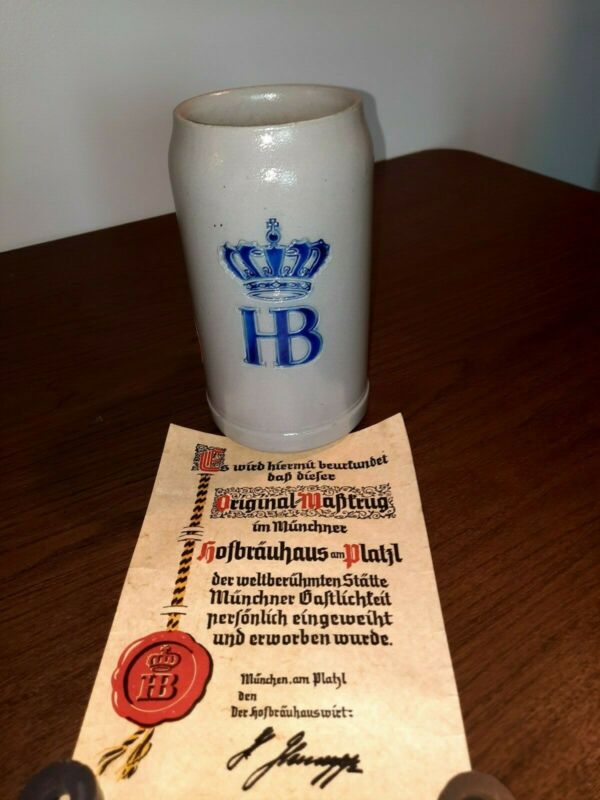 HB
Es wird hiermit beurkundet
daß dieser
Original-Maßkrug
im Münchner
Hofbräuhaus am Platzl
der weltberühmten Stätte
Münchner Gastlichkeit
persönlich eingeweiht
und erworben wurde.
HB
München, am Platzl
den
Der Hofbräuhauswirt: